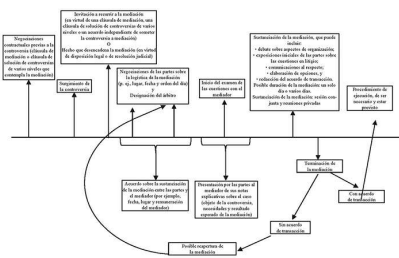 Negociaciones
contractuales previas a la
controversia (cláusula de
mediación o cláusula de
solución de controversias
de varios niveles que
contempla la mediación)
Surgimiento de
la controversia
Invitación a recurrir a la mediación
(en virtud de una cláusula de mediación, una
cláusula de solución de controversias de varios
niveles o un acuerdo independiente de someter la
controversia a mediación)
O
Hecho que desencadena la mediación (en virtud
de disposición legal o de resolución judicial)
Negociaciones de las partes sobre
la logística de la mediación
(p. ej., lugar, fecha y orden del día)
y
Designación del árbitro
Inicio del examen de
las cuestiones con el
mediador
Sustanciación de la mediación, que puede
incluir:
• debate sobre aspectos de organización;
• exposiciones iniciales de las partes sobre
las cuestiones en litigio;
• comunicaciones al respecto;
• elaboración de opciones, y
• redacción del acuerdo de transacción.
Posible duración de la mediación: un solo
día o varios días.
Sustanciación de la mediación: sesión conjunta
y reuniones privadas
Procedimiento de
ejecución, de ser
necesario y estar
previsto
Acuerdo sobre la sustanciación
de la mediación entre las partes y
el mediador (por ejemplo,
fecha, lugar y remuneración
del mediador)
Presentación por las partes al
mediador de sus notas
explicativas sobre el caso
(objeto de la controversia,
necesidades y resultado
esperado de la mediación)
Terminación de
la mediación
Con acuerdo
de transacción
Sin acuerdo
de transacción
Posible reapertura de
la mediación